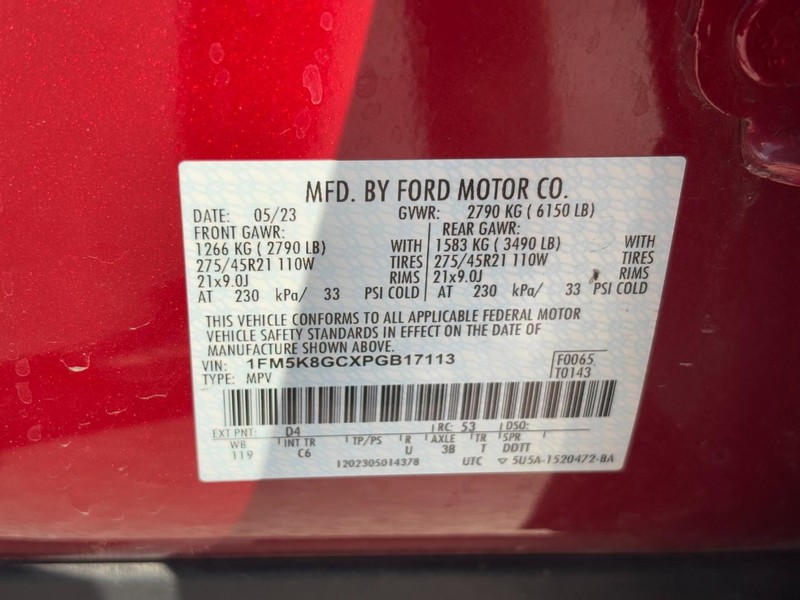 MFD. BY FORD MOTOR CO.
DATE: 05/23 GVWR: 2790 KG ( 6150 LB)
FRONT GAWR: REAR GAWR:
1266 KG ( 2790 LB) WITH 1583 KG ( 3490 LB) WITH
275/45R21 110W TIRES 275/45R21 110W TIRES
21x9.0J RIMS 21x9.0J RIMS
AT 230 kPa/ 33 PSI COLD AT 230 kPa/ 33 PSI COLD
THIS VEHICLE CONFORMS TO ALL APPLICABLE FEDERAL MOTOR
VEHICLE SAFETY STANDARDS IN EFFECT ON THE DATE OF
MANUFACTURE SHOWN ABOVE.
VIN: 1FM5K8GCXPGB17113 F0065
TYPE: MPV T0143
EXT PNT: D4 RC: 53 DSO:
WB INT TR TP/PS R AXLE TR SPR
119 C6 U 3B T DDTT
1202305014378 UTC ▽ 5U5A-1520472-BA